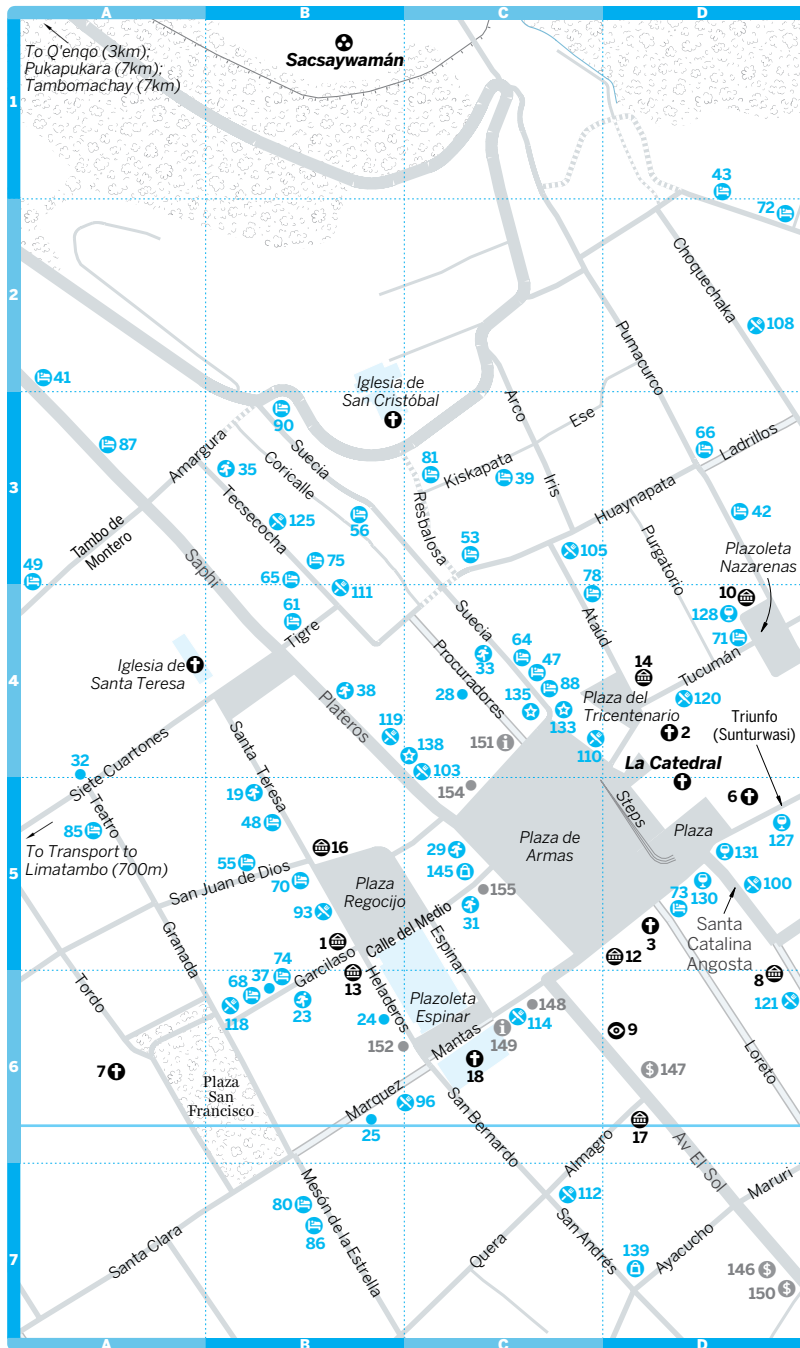 A B C D
To Q'enqo (3km);
Pukapukara (7km);
Tambomachay (7km)
Sacsaywamán
1
43
72
Choquechaka
2
108
Pumacurco
41
Iglesia de
San Cristóbal
Arco
Iris
Ese
90
87
Amargura
35
Suecia
Coricalle
81
Kiskapata
39
66
Ladrillos
3
Tecsecocha
125
56
Resbalosa
Huaynapata
42
Tambo de
Montero
Saphi
53
105
Purgatorio
Plazoleta
Nazarenas
49
75
65
111
78
10
61
Tigre
Suecia
Ataúd
128
71
Iglesia de
Santa Teresa
Procuradores
64
33
47
14
Tucumán
4
38
28
135
88
Plaza del
Tricentenario
120
Plateros
119
133
2
Triunfo
(Sunturwasi)
138
151
110
La Catedral
32
Siete Cuartones
Santa Teresa
103
154
6
Teatro
19
Steps
85
48
Plaza de
Armas
Plaza
127
To Transport to
Limatambo (700m)
16
29
131
5
55
San Juan de Dios
70
Plaza
Regocijo
145
155
73
130
100
93
31
Santa
Catalina
Angosta
Granada
1
Calle del Medio
Espinar
3
12
Tordo
74
Garcilaso
13
8
68
37
Heladeros
Plazoleta
Espinar
148
121
118
23
24
114
9
152
Mantas
149
Loreto
6
7
18
147
Plaza
San
Francisco
Marquez
96
25
San Bernardo
Almagro
17
Av El Sol
Maruri
80
Mesón de la Estrella
112
86
San Andrés
Santa Clara
Quera
139
Ayacucho
7
146
150
A B C D